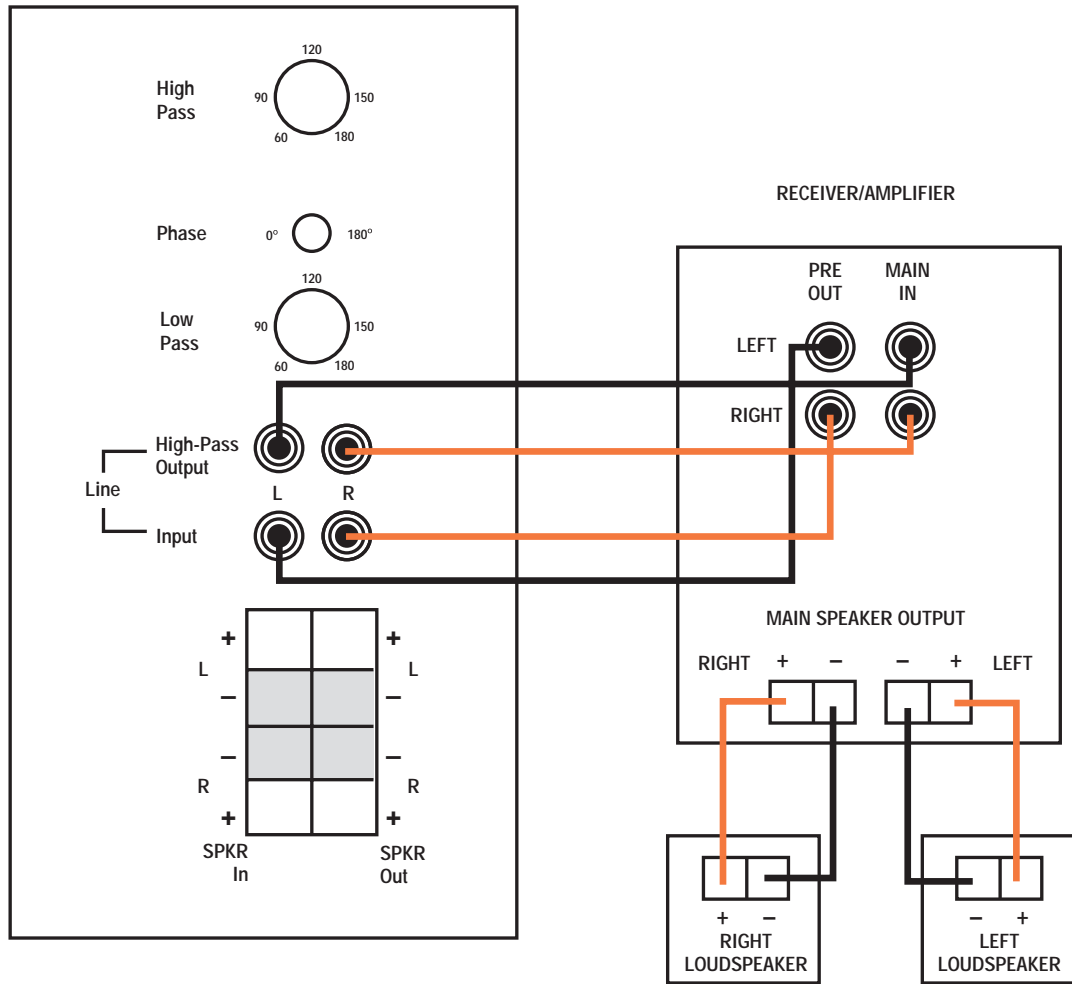 120
High
Pass
90
150
60
180
Phase
0°
180°
120
Low
Pass
90
150
60
180
High-Pass
Output
Line
L
R
Input
+
+
L
L
–
–
–
–
R
R
+
+
SPKR
In
SPKR
Out
RECEIVER/AMPLIFIER
PRE
OUT
MAIN
IN
LEFT
RIGHT
MAIN SPEAKER OUTPUT
RIGHT + –
– + LEFT
+ –
RIGHT
LOUDSPEAKER
– +
LEFT
LOUDSPEAKER